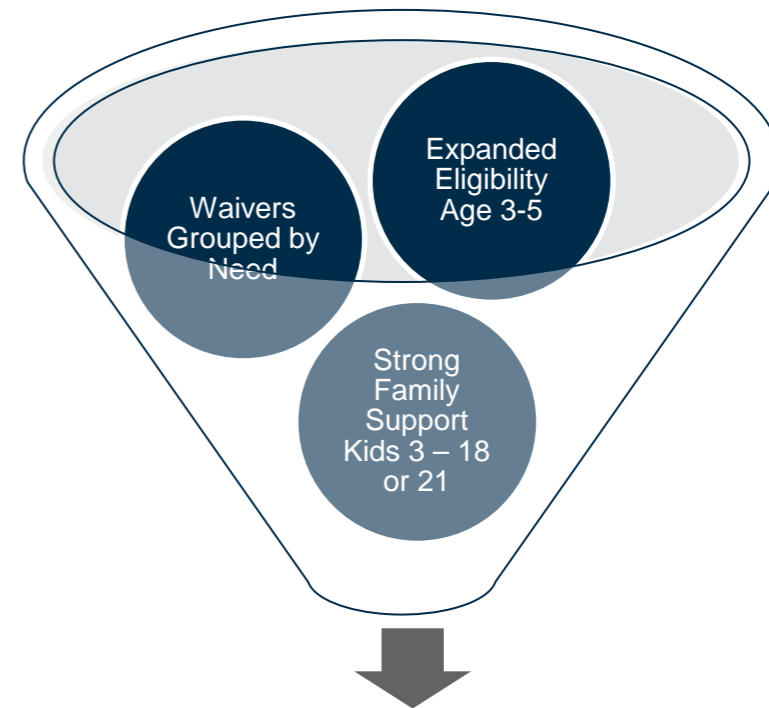 Expanded
Eligibility
Age 3-5
Waivers
Grouped by
Need
Strong
Family
Support
Kids 3 – 18
or 21